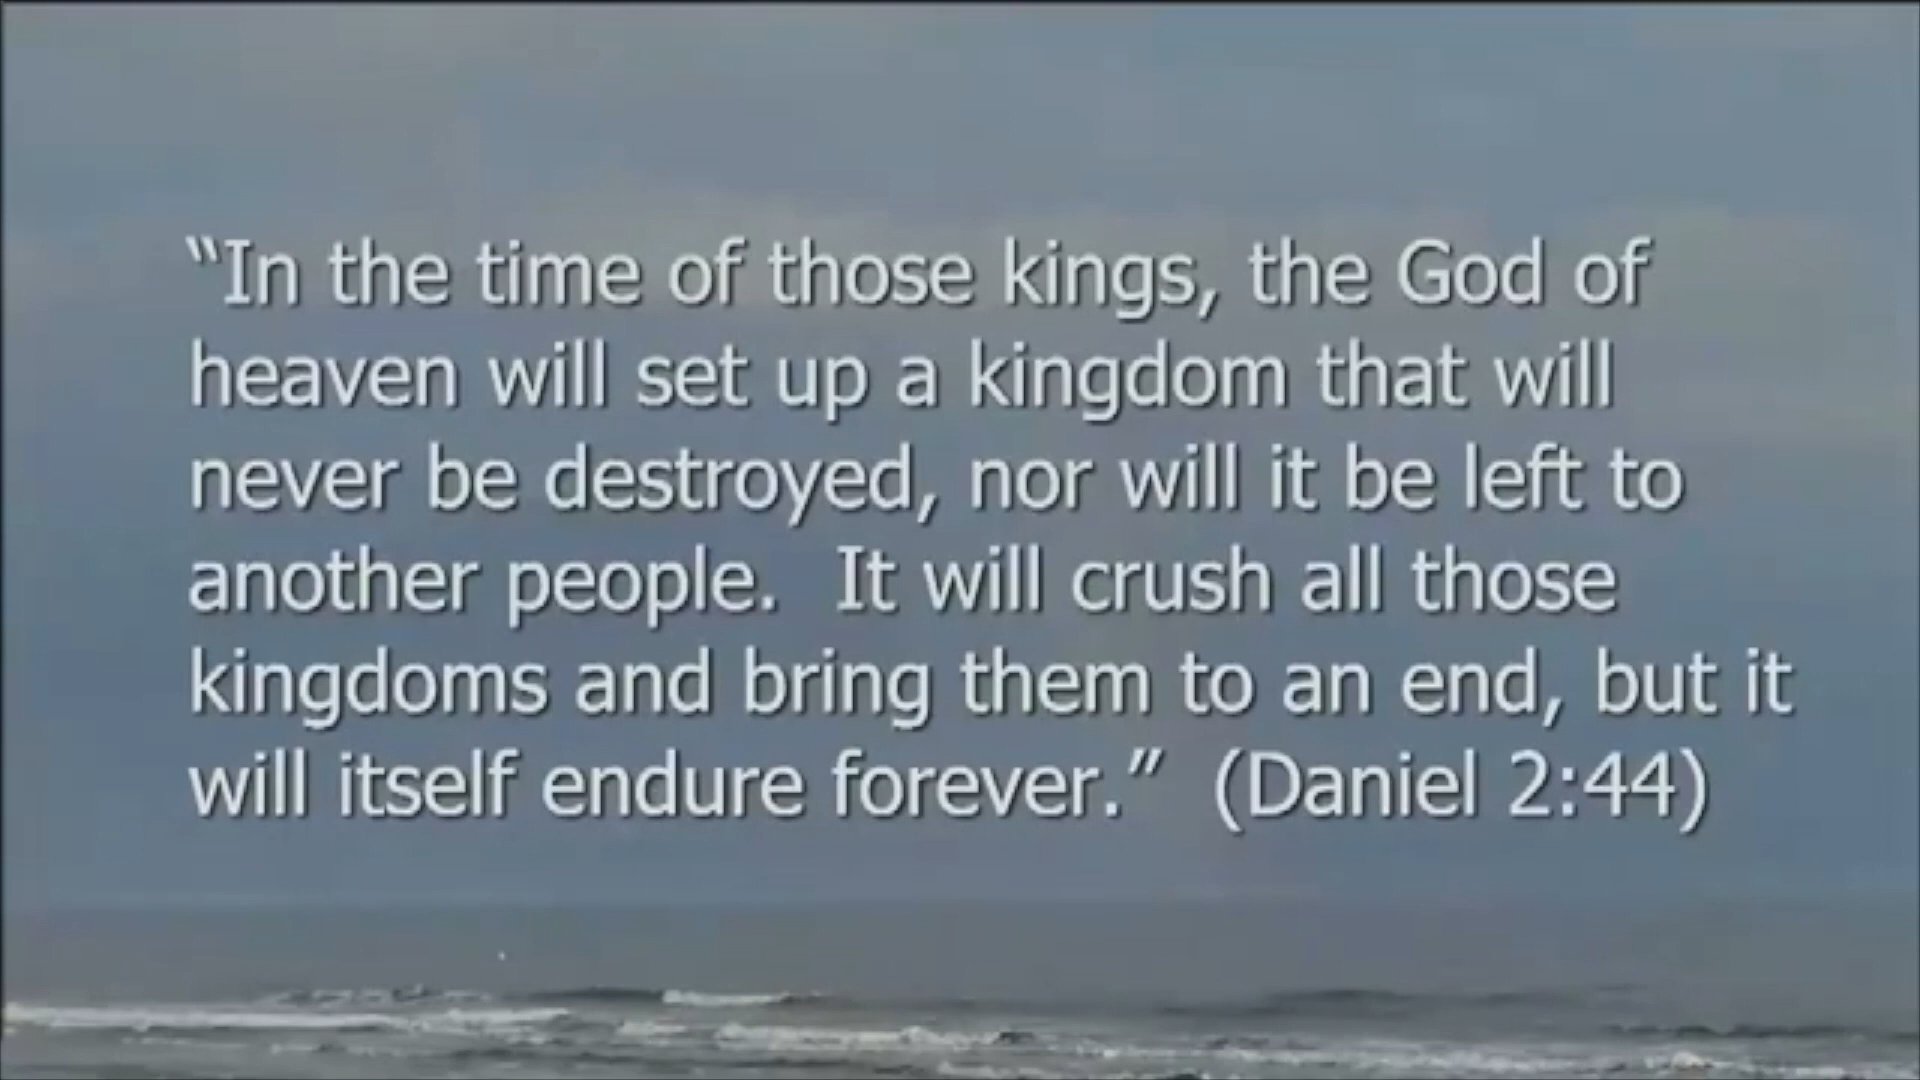 “In the time of those kings, the God of
heaven will set up a kingdom that will
never be destroyed, nor will it be left to
another people.  It will crush all those
kingdoms and bring them to an end, but it
will itself endure forever.”  (Daniel 2:44)